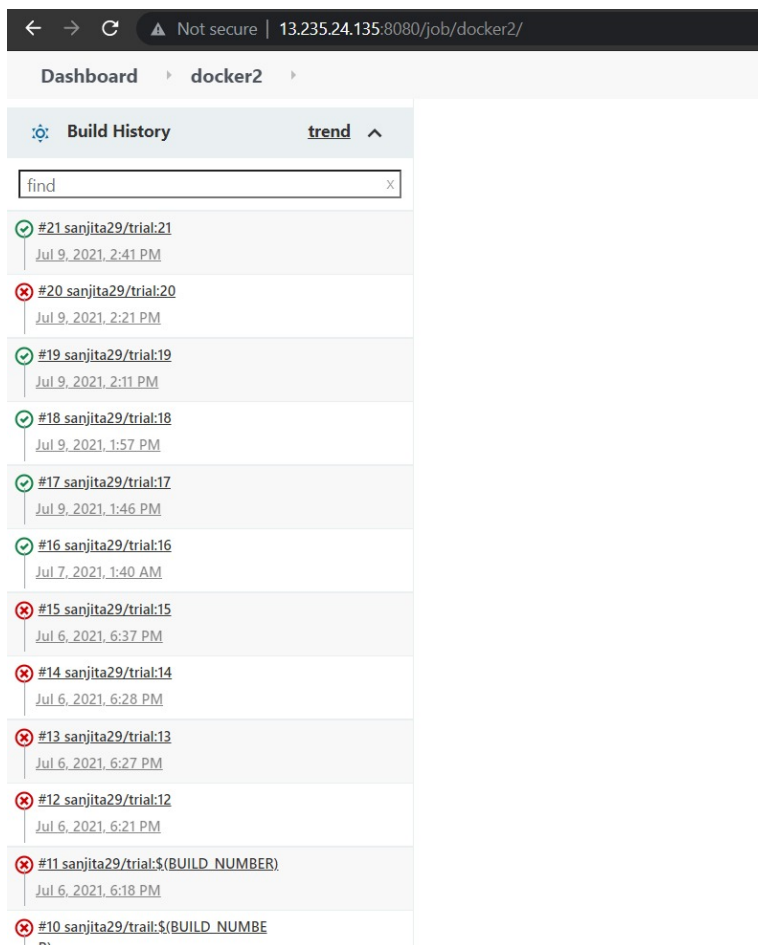 Not secure | 13.235.24.135:8080/job/docker2/
Dashboard docker2
Build History trend
find x
#21 sanjita29/trial:21
Jul 9, 2021, 2:41 PM
#20 sanjita29/trial:20
Jul 9, 2021, 2:21 PM
#19 sanjita29/trial:19
Jul 9, 2021, 2:11 PM
#18 sanjita29/trial:18
Jul 9, 2021, 1:57 PM
#17 sanjita29/trial:17
Jul 9, 2021, 1:46 PM
#16 sanjita29/trial:16
Jul 7, 2021, 1:40 AM
#15 sanjita29/trial:15
Jul 6, 2021, 6:37 PM
#14 sanjita29/trial:14
Jul 6, 2021, 6:28 PM
#13 sanjita29/trial:13
Jul 6, 2021, 6:27 PM
#12 sanjita29/trial:12
Jul 6, 2021, 6:21 PM
#11 sanjita29/trial:$(BUILD_NUMBER)
Jul 6, 2021, 6:18 PM
#10 sanjita29/trail:$(BUILD_NUMBE
R)